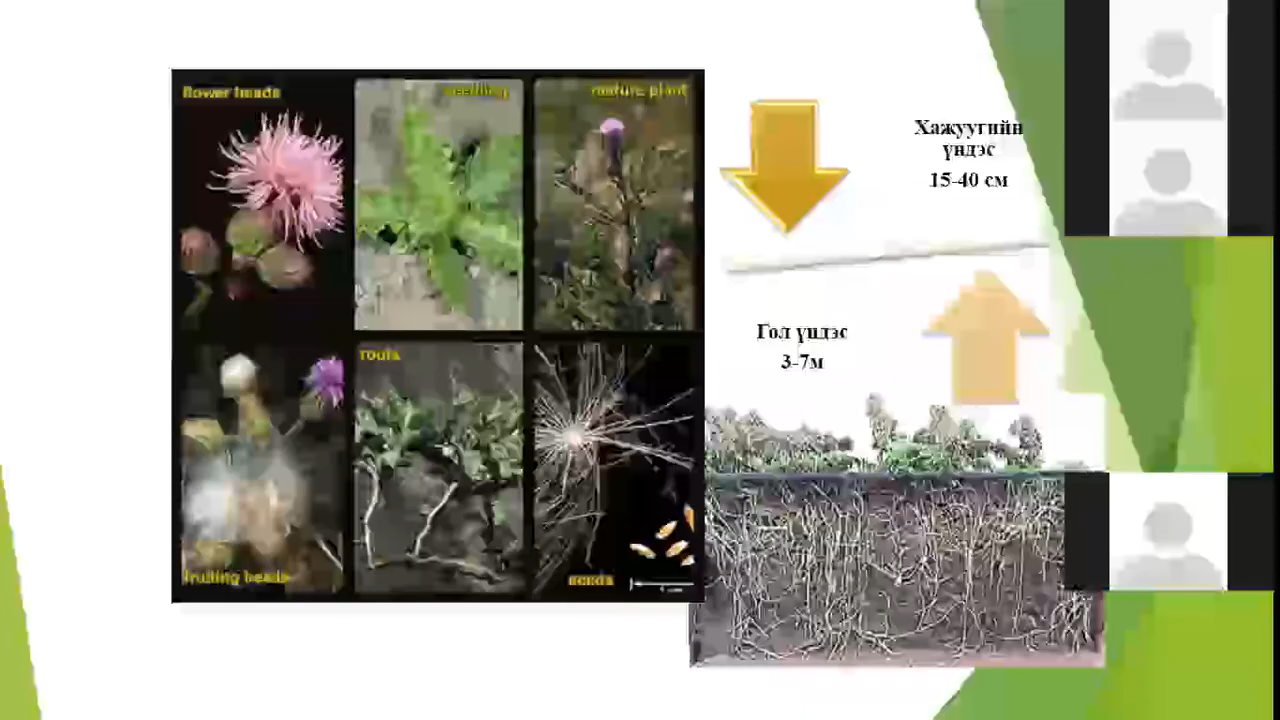 flower heads
seedling
mature plant
roots
fruiting heads
seeds
Хажуугийн
үндэс
15-40 см
Гол үндэс
3-7м